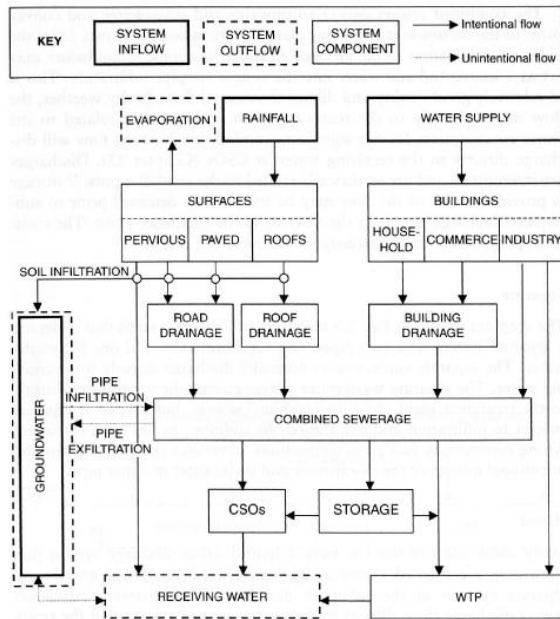 KEY
SYSTEM
INFLOW
SYSTEM
OUTFLOW
SYSTEM
COMPONENT
Intentional flow
Unintentional flow
EVAPORATION
RAINFALL
WATER SUPPLY
SURFACES
BUILDINGS
PERVIOUS
PAVED
ROOFS
HOUSE-
HOLD
COMMERCE
INDUSTRY
SOIL INFILTRATION
ROAD
DRAINAGE
ROOF
DRAINAGE
BUILDING
DRAINAGE
GROUNDWATER
PIPE
INFILTRATION
COMBINED SEWERAGE
PIPE
EXFILTRATION
CSOs
STORAGE
RECEIVING WATER
WTP